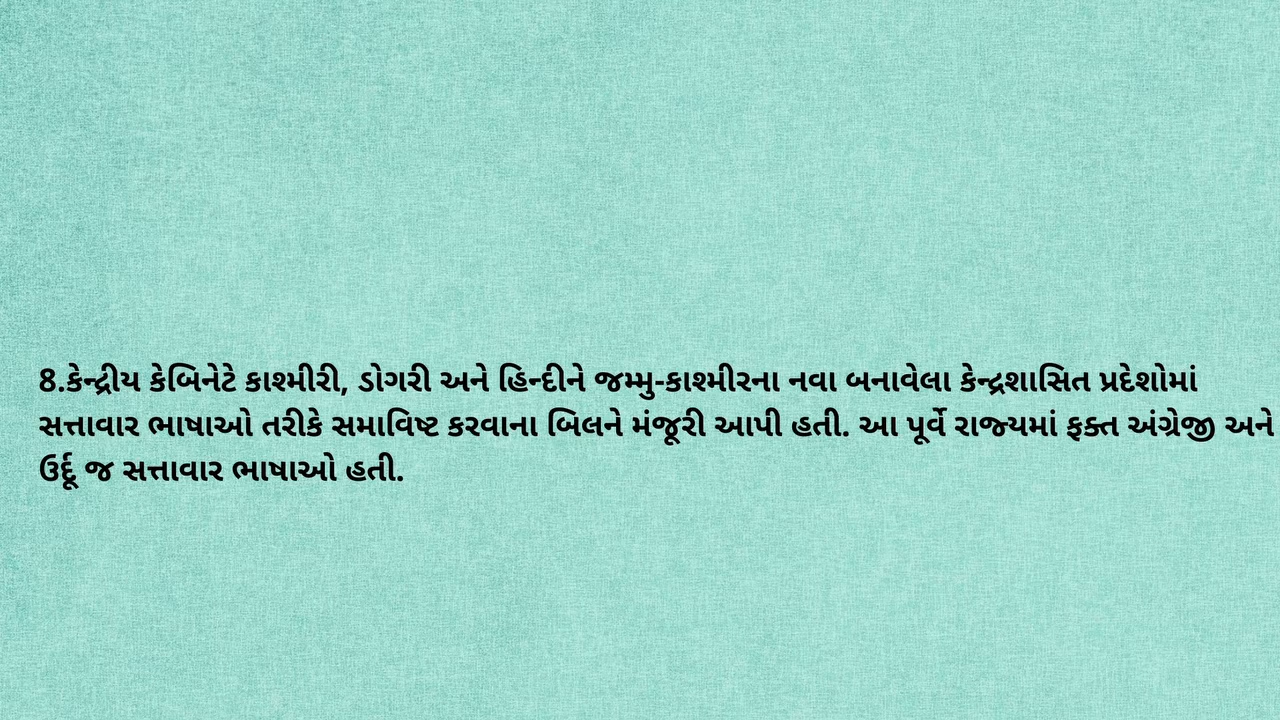 8.કેન્દ્રીય કેબિનેટે કાશ્મીરી, ડોગરી અને હિન્દીને જમ્મુ-કાશ્મીરના નવા બનાવેલા કેન્દ્રશાસિત પ્રદેશોમાં
સત્તાવાર ભાષાઓ તરીકે સમાવિષ્ટ કરવાના બિલને મંજૂરી આપી હતી. આ પૂર્વે રાજ્યમાં ફક્ત અંગ્રેજી અને
ઉર્દૂ જ સત્તાવાર ભાષાઓ હતી.